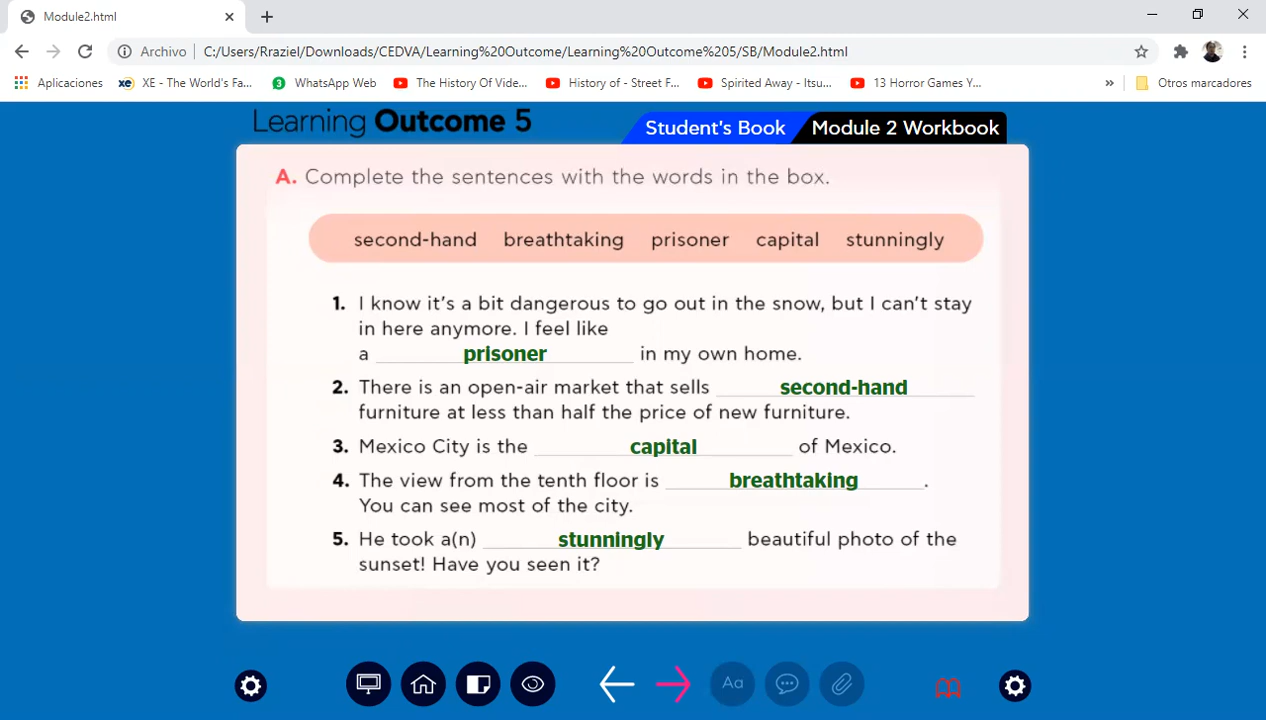 Module2.html
Archivo C:/Users/Rraziel/Downloads/CEDVA/Learning%20Outcome/Learning%20Outcome%205/SB/Module2.html
Aplicaciones XE - The World's Fa... 3 WhatsApp Web The History Of Vide... History of - Street F... Spirited Away - Itsu... 13 Horror Games Y... » Otros marcadores
Learning Outcome 5
Student's Book Module 2 Workbook
A. Complete the sentences with the words in the box.
second-hand breathtaking prisoner capital stunningly
1. I know it's a bit dangerous to go out in the snow, but I can't stay
in here anymore. I feel like
a prisoner in my own home.
2. There is an open-air market that sells second-hand
furniture at less than half the price of new furniture.
3. Mexico City is the capital of Mexico.
4. The view from the tenth floor is breathtaking.
You can see most of the city.
5. He took a(n) stunningly beautiful photo of the
sunset! Have you seen it?
Aa